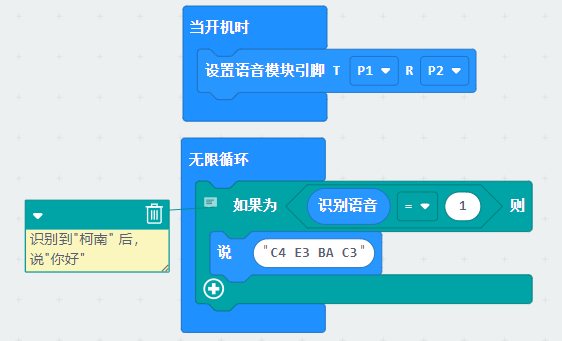 当开机时
设置语音模块引脚 T P1 R P2
无限循环
如果为 识别语音 = 1 则
识别到"柯南" 后，
说"你好"
说 "C4 E3 BA C3"